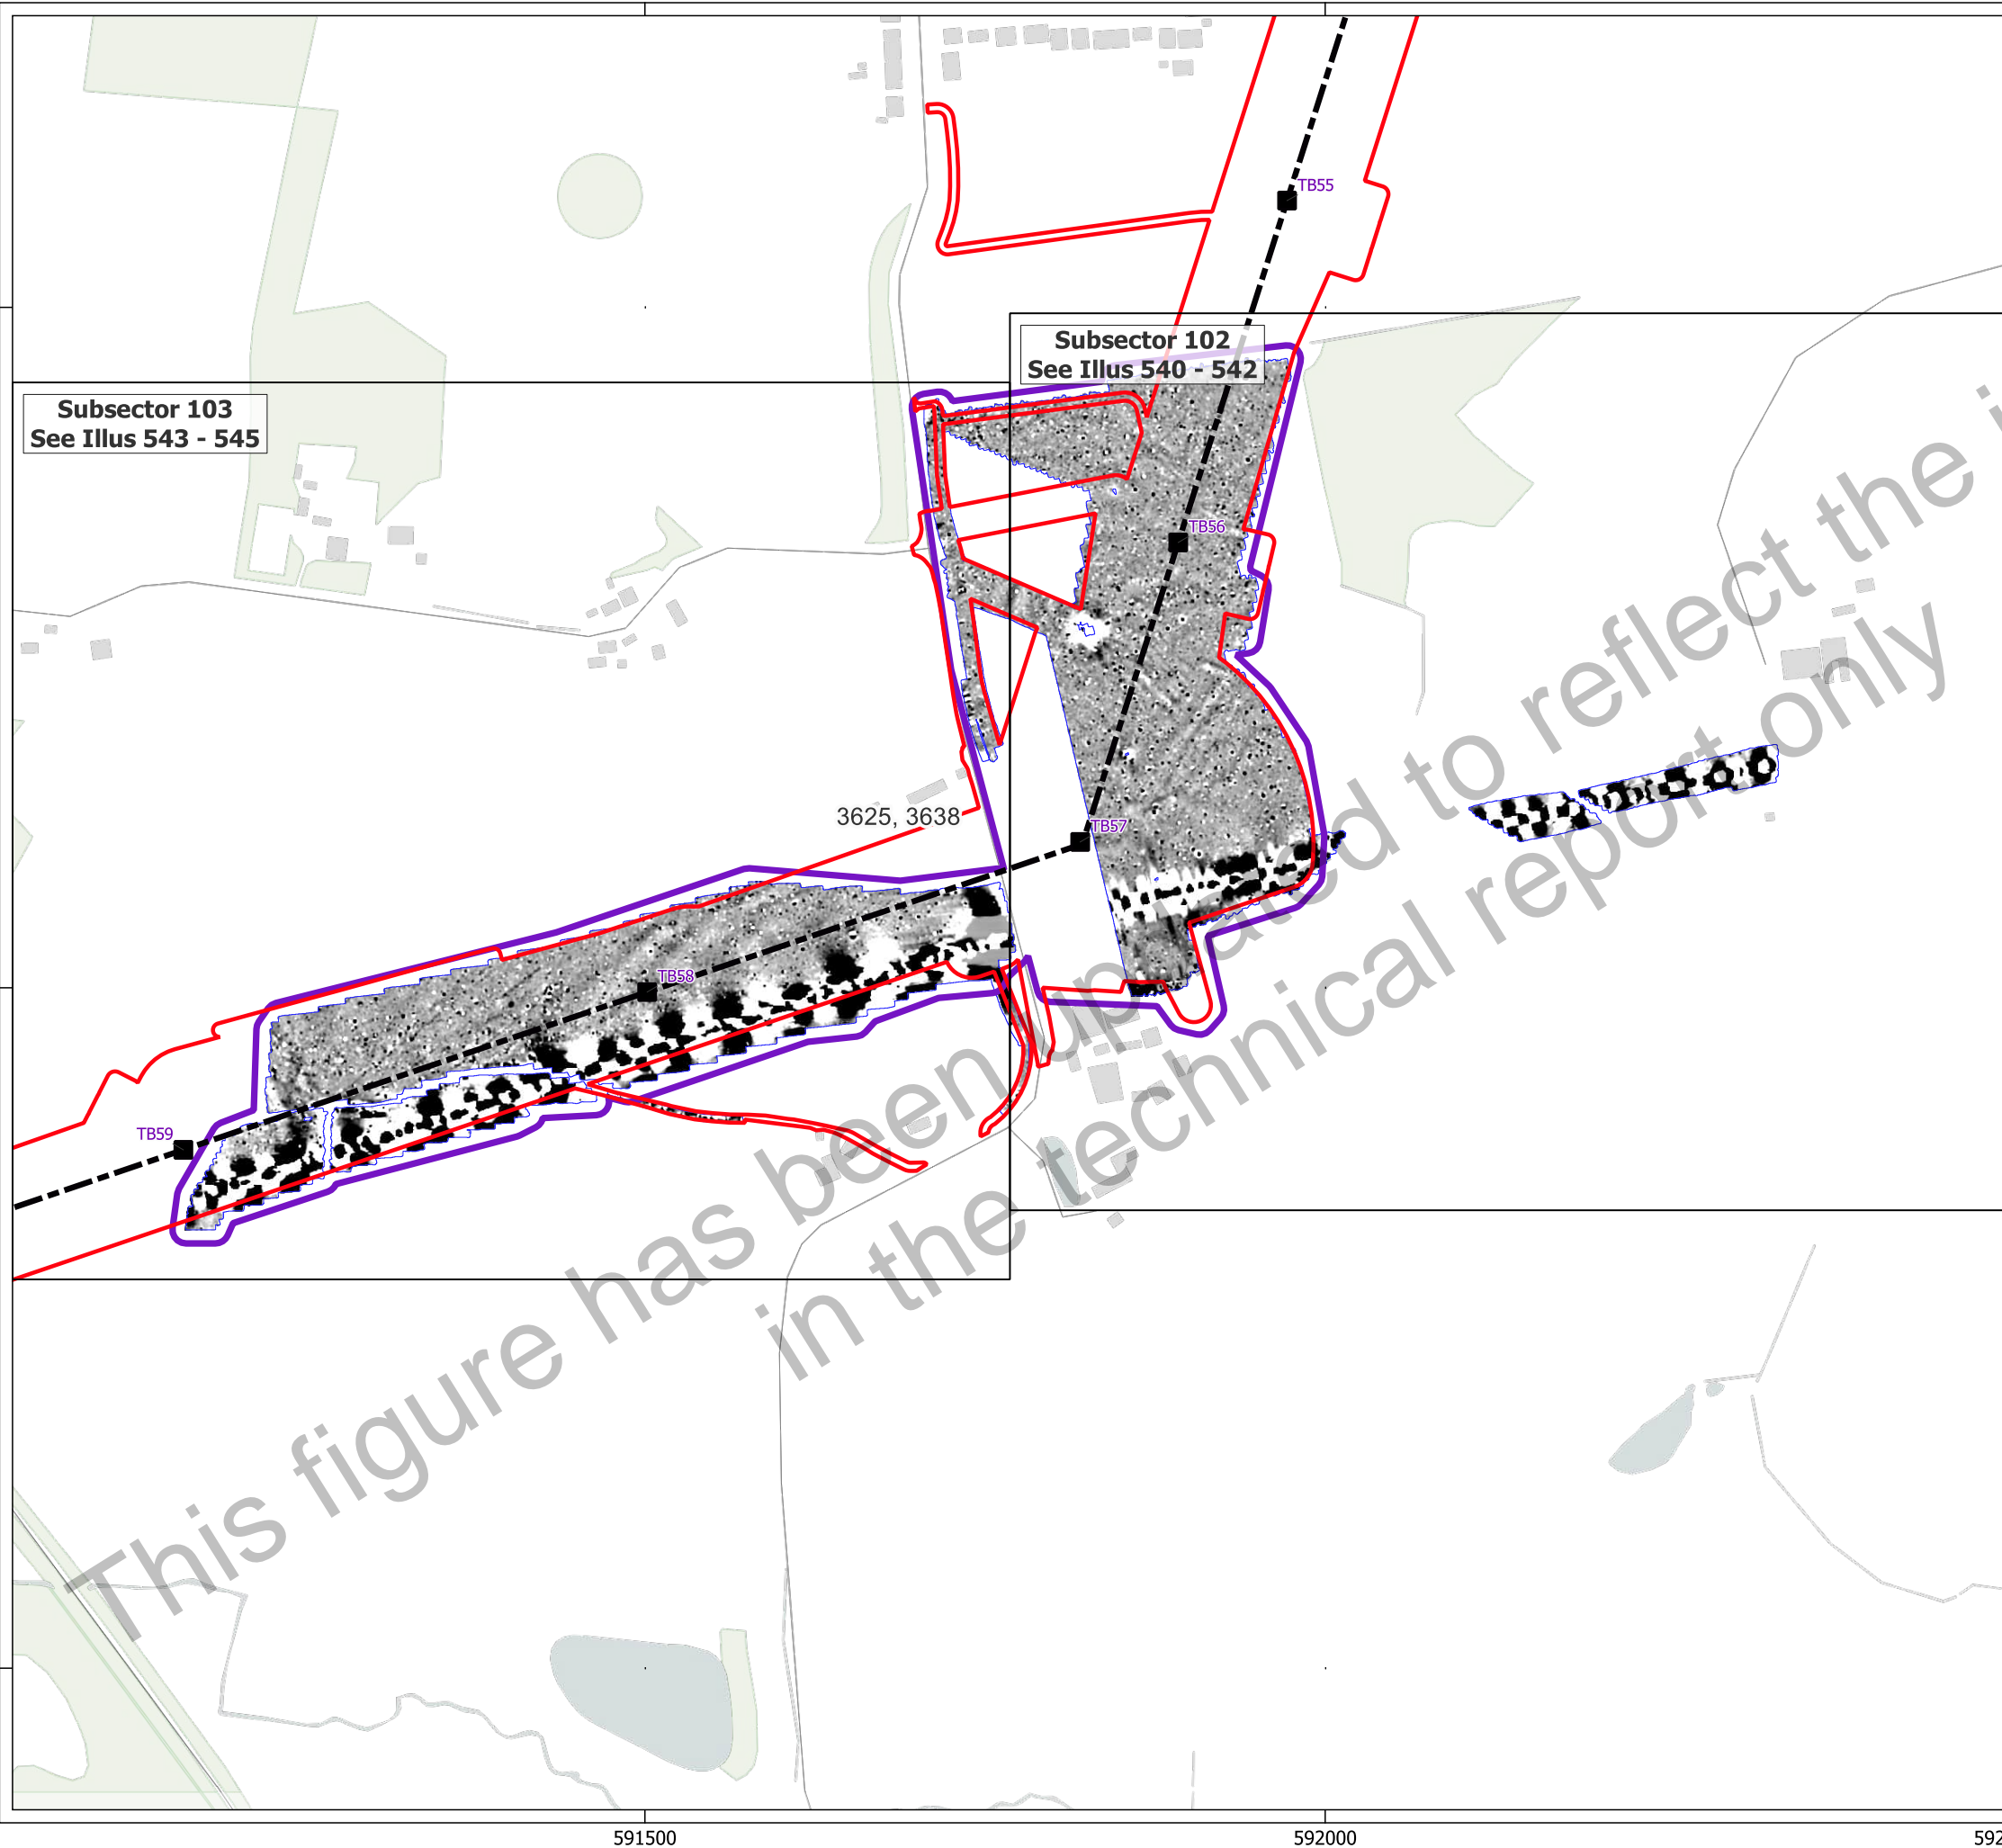 TB55
Subsector 102
See Illus 540 - 542
Subsector 103
See Illus 543 - 545
TB56
3625, 3638
TB57
TB58
TB59
This figure has been updated to reflect the
in the technical report only
591500
592000
592